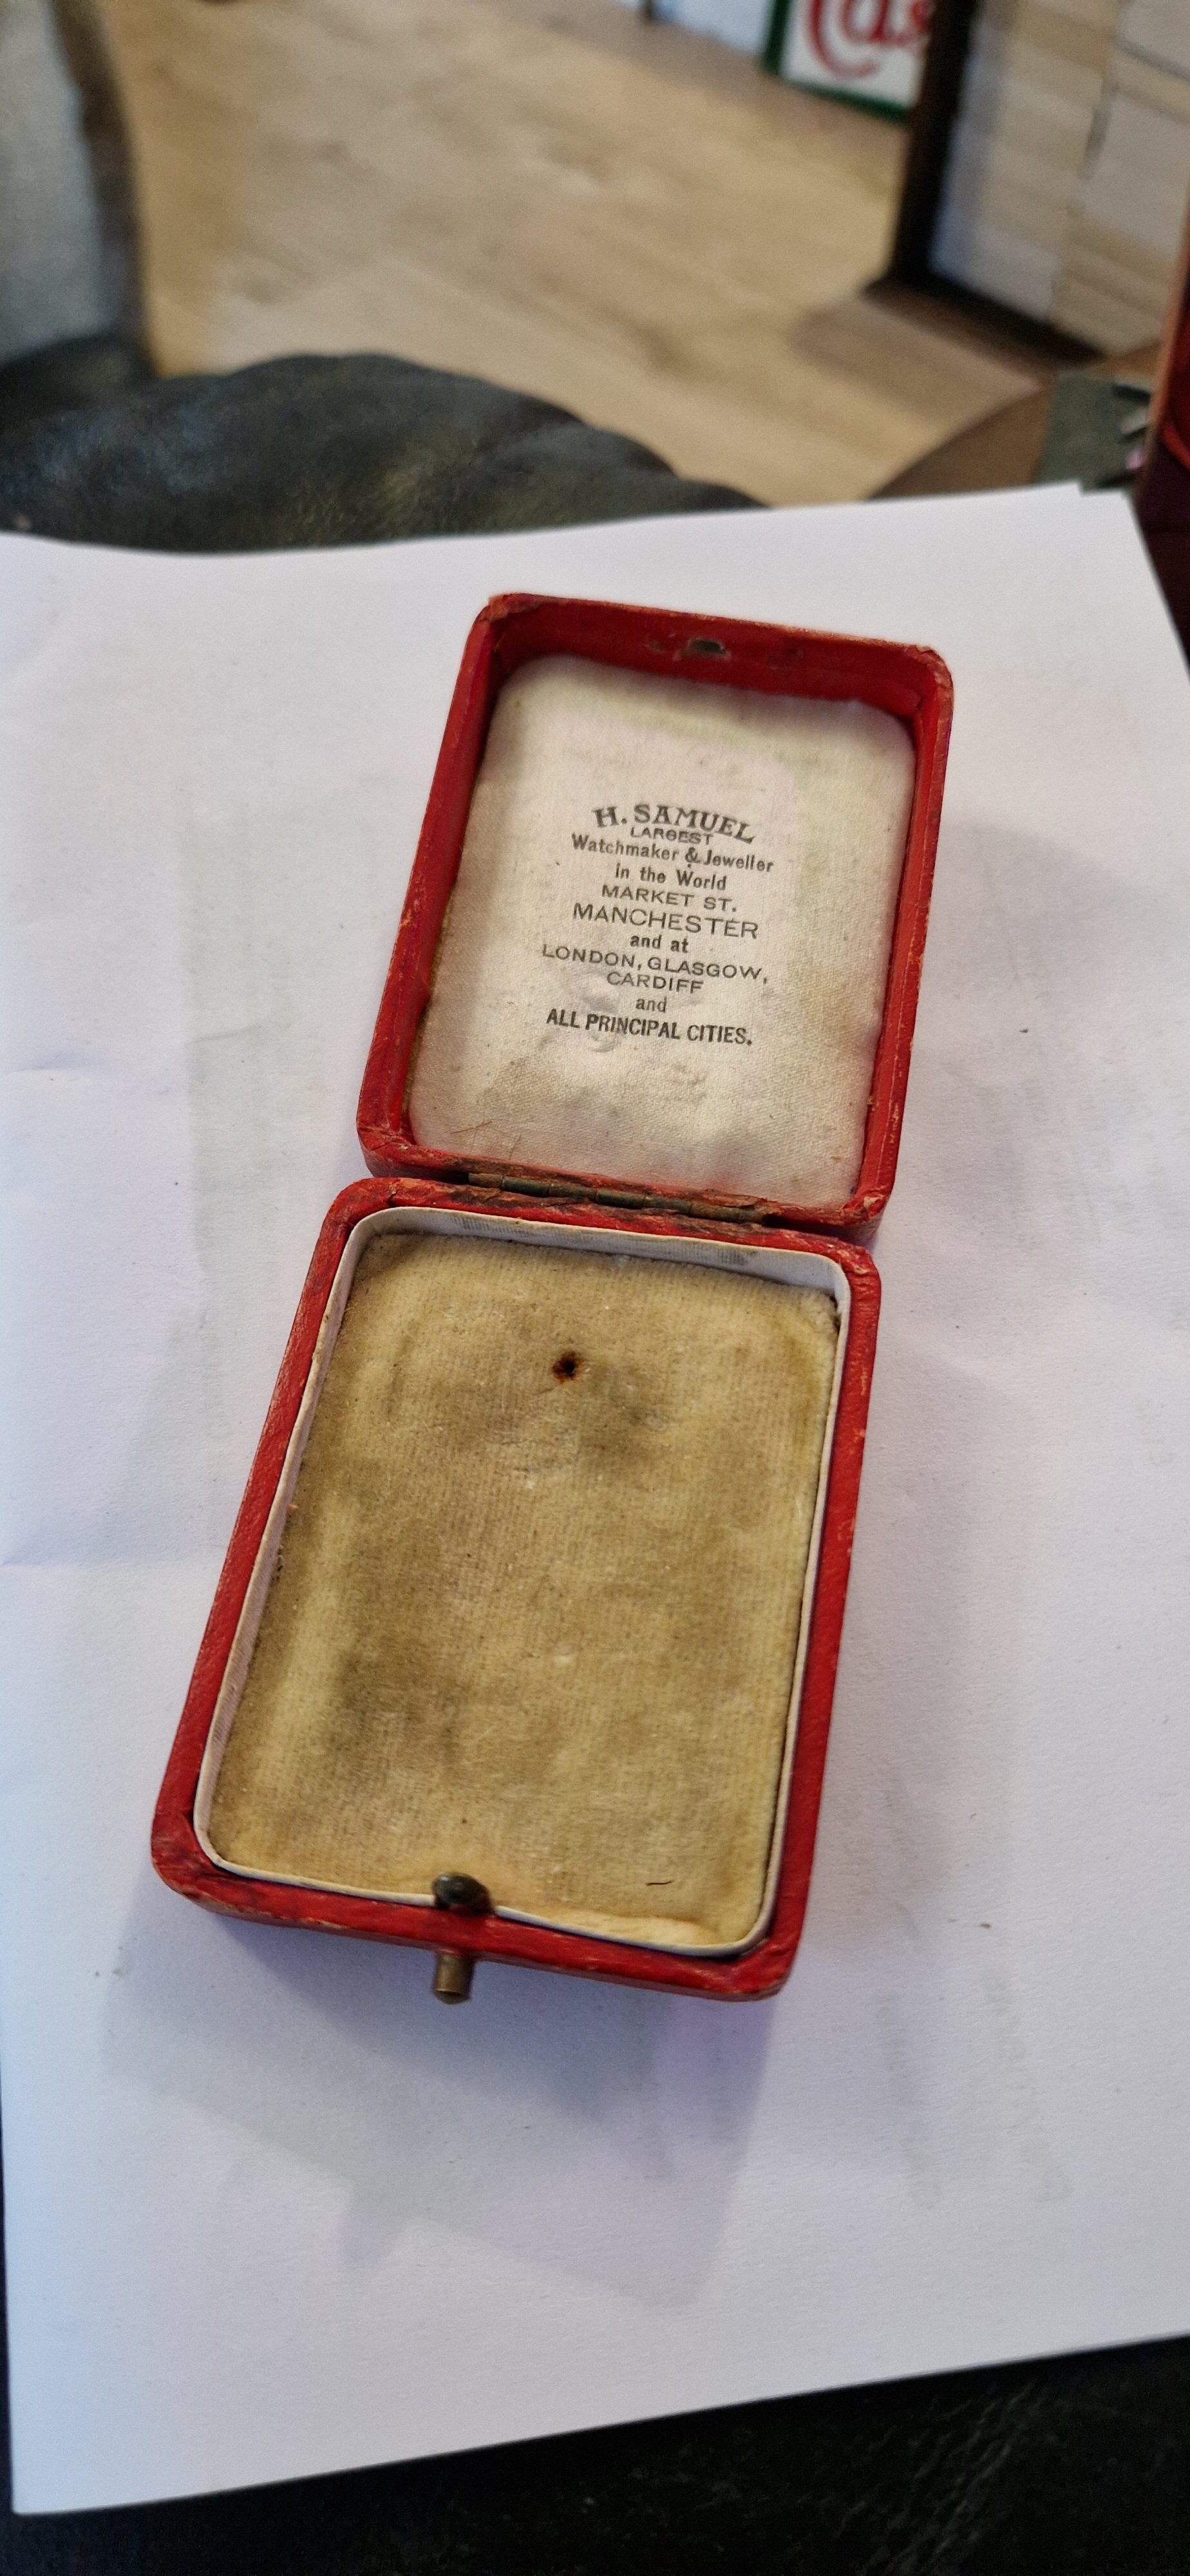 H. SAMUEL
LARGEST
Watchmaker & Jeweller
in the World
MARKET ST.
MANCHESTER
and at
LONDON, GLASGOW,
CARDIFF
and
ALL PRINCIPAL CITIES.